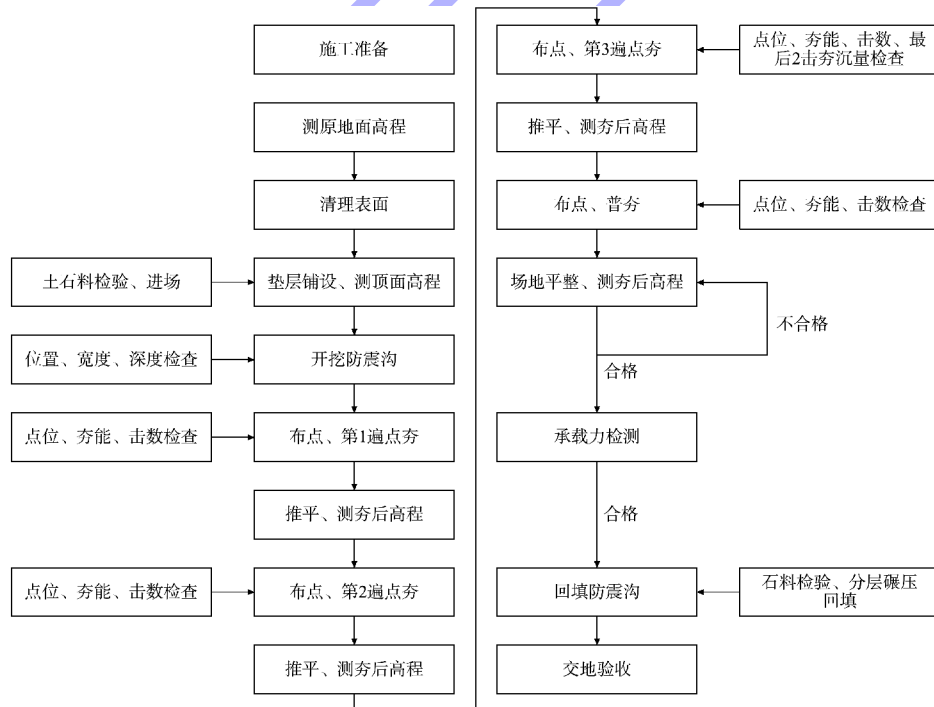 施工准备
测原地面高程
清理表面
土石料检验、进场
垫层铺设、测顶面高程
位置、宽度、深度检查
开挖防震沟
点位、夯能、击数检查
布点、第1遍点夯
推平、测夯后高程
点位、夯能、击数检查
布点、第2遍点夯
推平、测夯后高程
布点、第3遍点夯
点位、夯能、击数、最
后2击夯沉量检查
推平、测夯后高程
布点、普夯
点位、夯能、击数检查
场地平整、测夯后高程
不合格
合格
承载力检测
合格
回填防震沟
石料检验、分层碾压
回填
交地验收